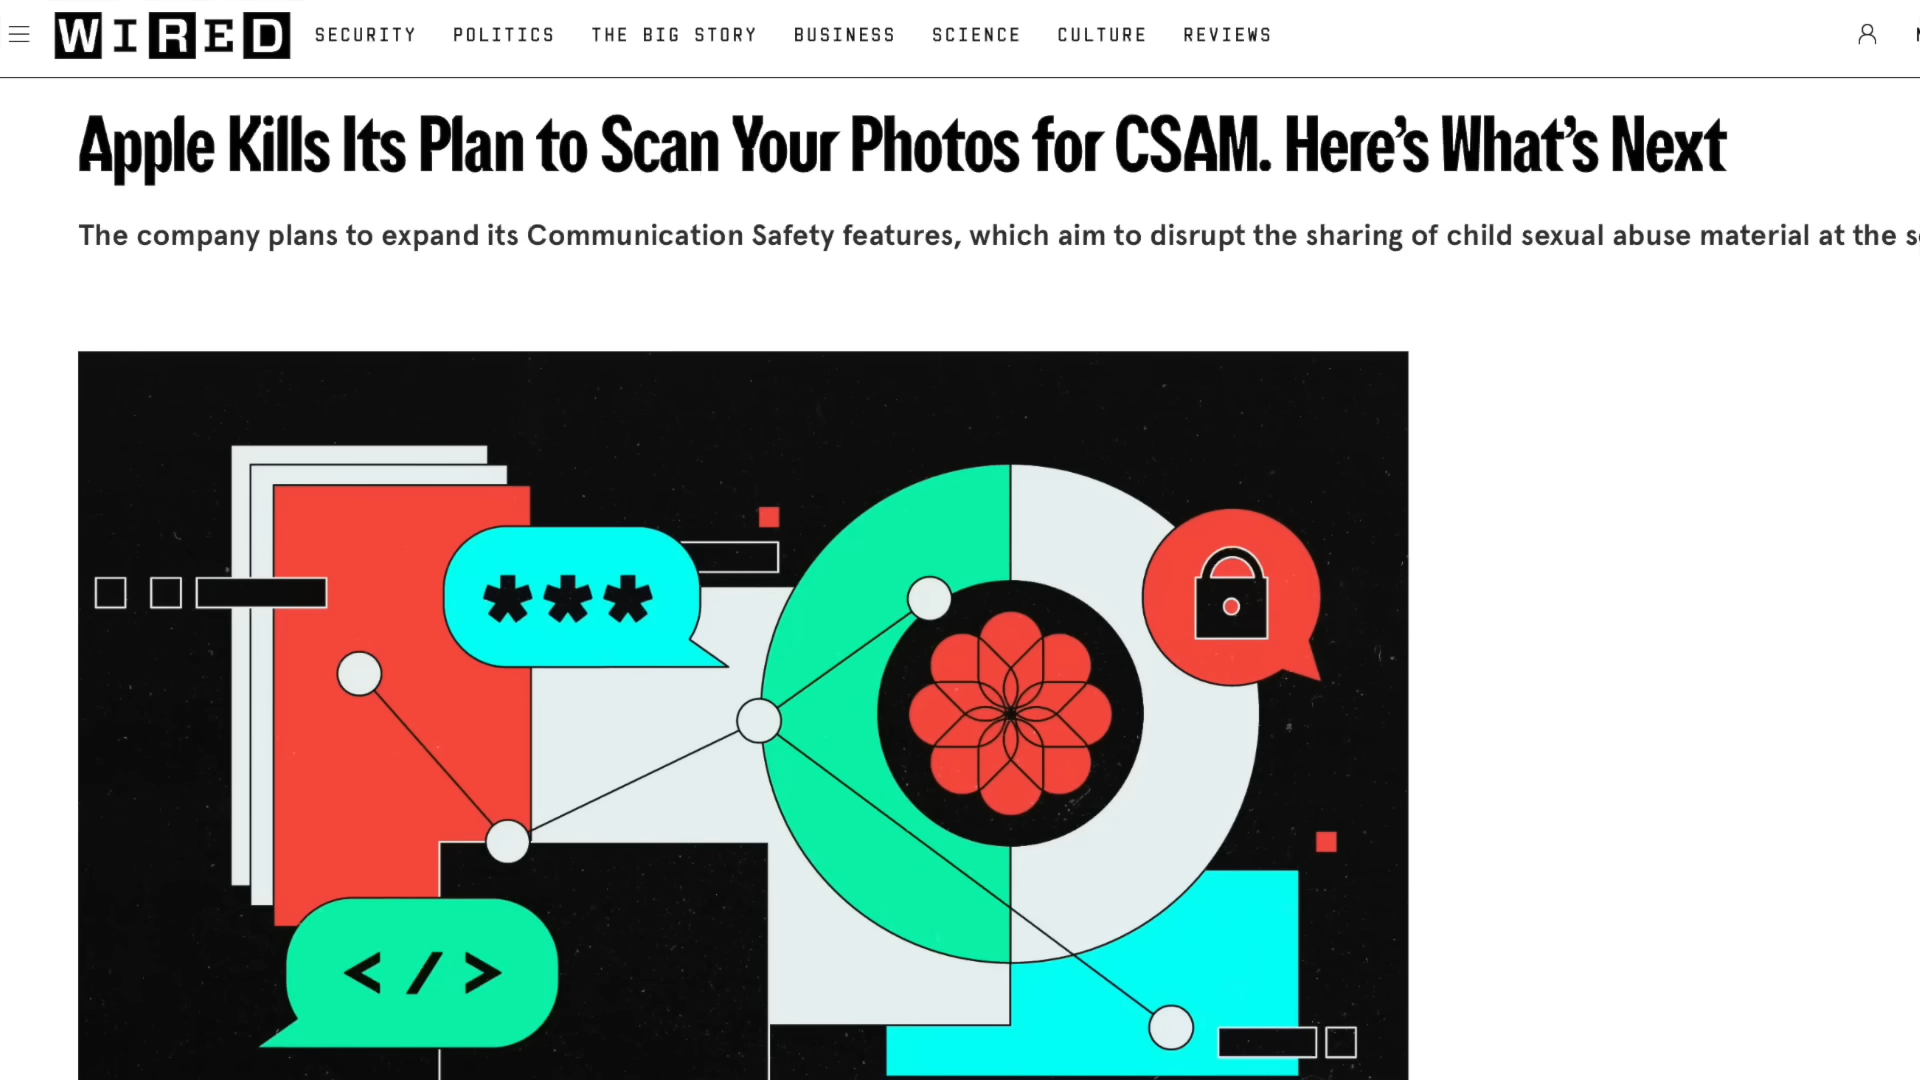 WIRED SECURITY POLITICS THE BIG STORY BUSINESS SCIENCE CULTURE REVIEWS
Apple Kills Its Plan to Scan Your Photos for CSAM. Here’s What’s Next
The company plans to expand its Communication Safety features, which aim to disrupt the sharing of child sexual abuse material at the
***
</>